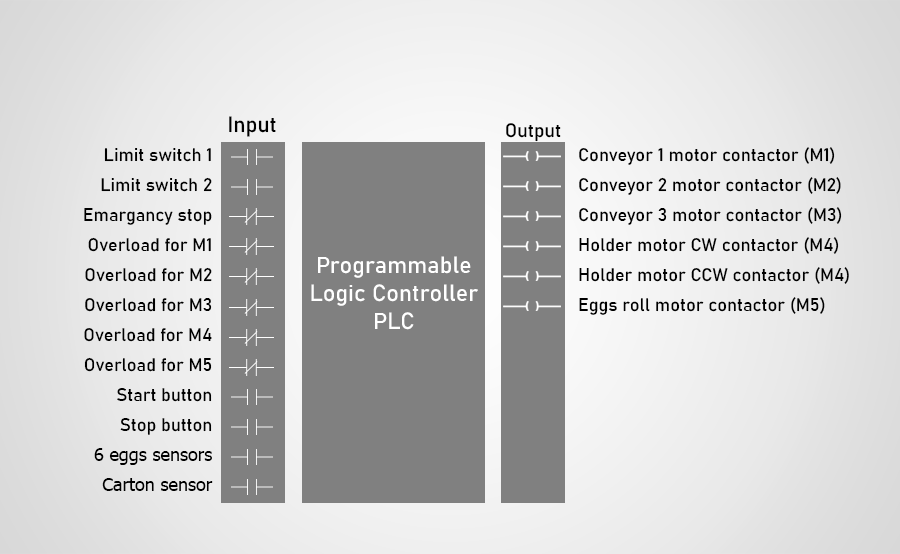 Input
Output
Limit switch 1
Limit switch 2
Emargancy stop
Overload for M1
Overload for M2
Overload for M3
Overload for M4
Overload for M5
Start button
Stop button
6 eggs sensors
Carton sensor
Programmable
Logic Controller
PLC
Conveyor 1 motor contactor (M1)
Conveyor 2 motor contactor (M2)
Conveyor 3 motor contactor (M3)
Holder motor CW contactor (M4)
Holder motor CCW contactor (M4)
Eggs roll motor contactor (M5)